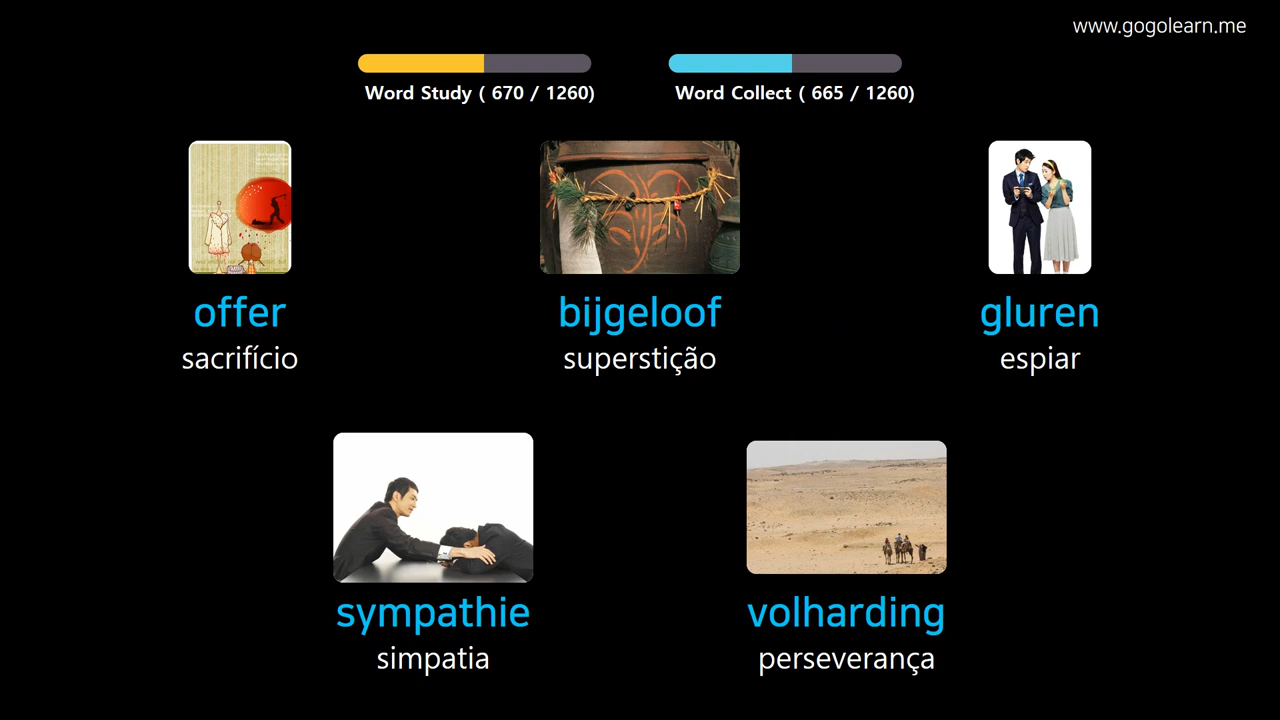 www.gogolearn.me
Word Study ( 670 / 1260)
Word Collect ( 665 / 1260)
offer
sacrifício
bijgeloof
superstição
gluren
espiar
sympathie
simpatia
volharding
perseverança